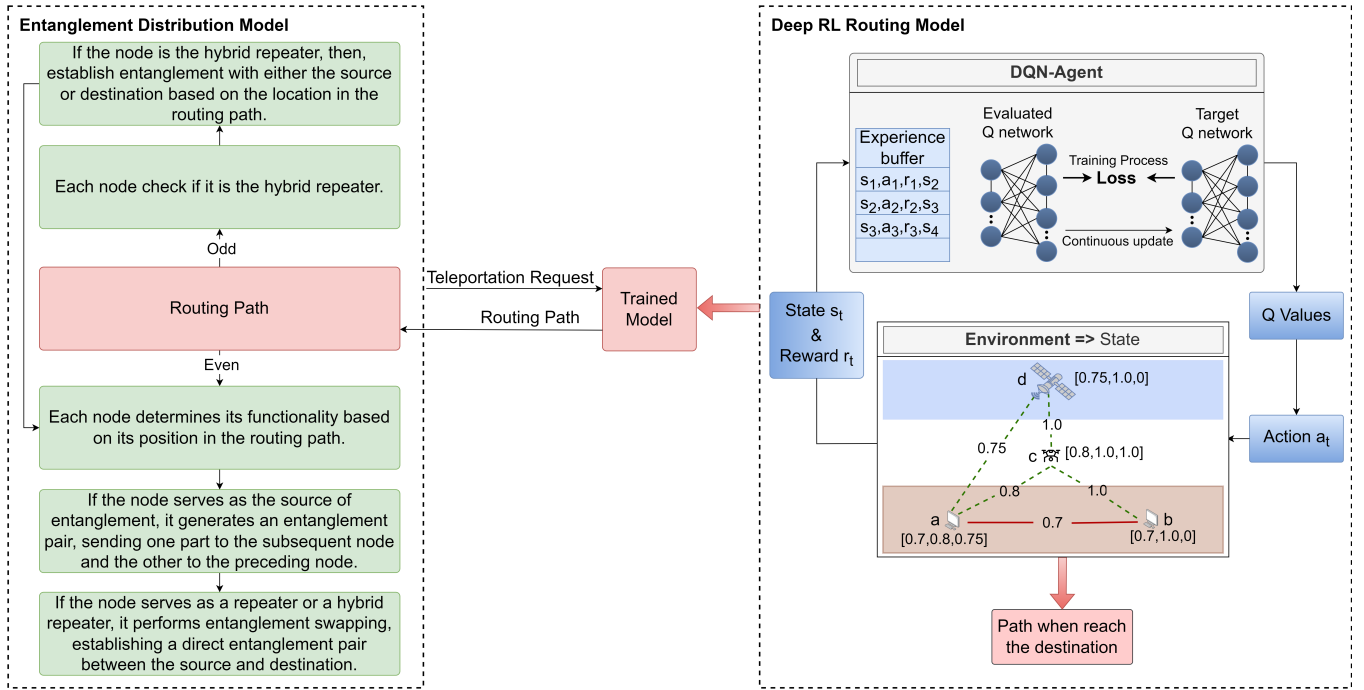 Entanglement Distribution Model
If the node is the hybrid repeater, then,
establish entanglement with either the source
or destination based on the location in the
routing path.
Each node check if it is the hybrid repeater.
Odd
Routing Path
Even
Each node determines its functionality based
on its position in the routing path.
If the node serves as the source of
entanglement, it generates an entanglement
pair, sending one part to the subsequent node
and the other to the preceding node.
If the node serves as a repeater or a hybrid
repeater, it performs entanglement swapping,
establishing a direct entanglement pair
between the source and destination.
Teleportation Request
Routing Path
Trained
Model
Deep RL Routing Model
DQN-Agent
Experience
buffer
s1,a1,r1,s2
s2,a2,r2,s3
s3,a3,r3,s4
Evaluated
Q network
Target
Q network
Training Process
Loss
Continuous update
State st
&
Reward rt
Q Values
Action at
Environment => State
d
[0.75,1.0,0]
1.0
0.75
c
[0.8,1.0,1.0]
0.8
1.0
a
0.7
b
[0.7,0.8,0.75]
[0.7,1.0,0]
Path when reach
the destination